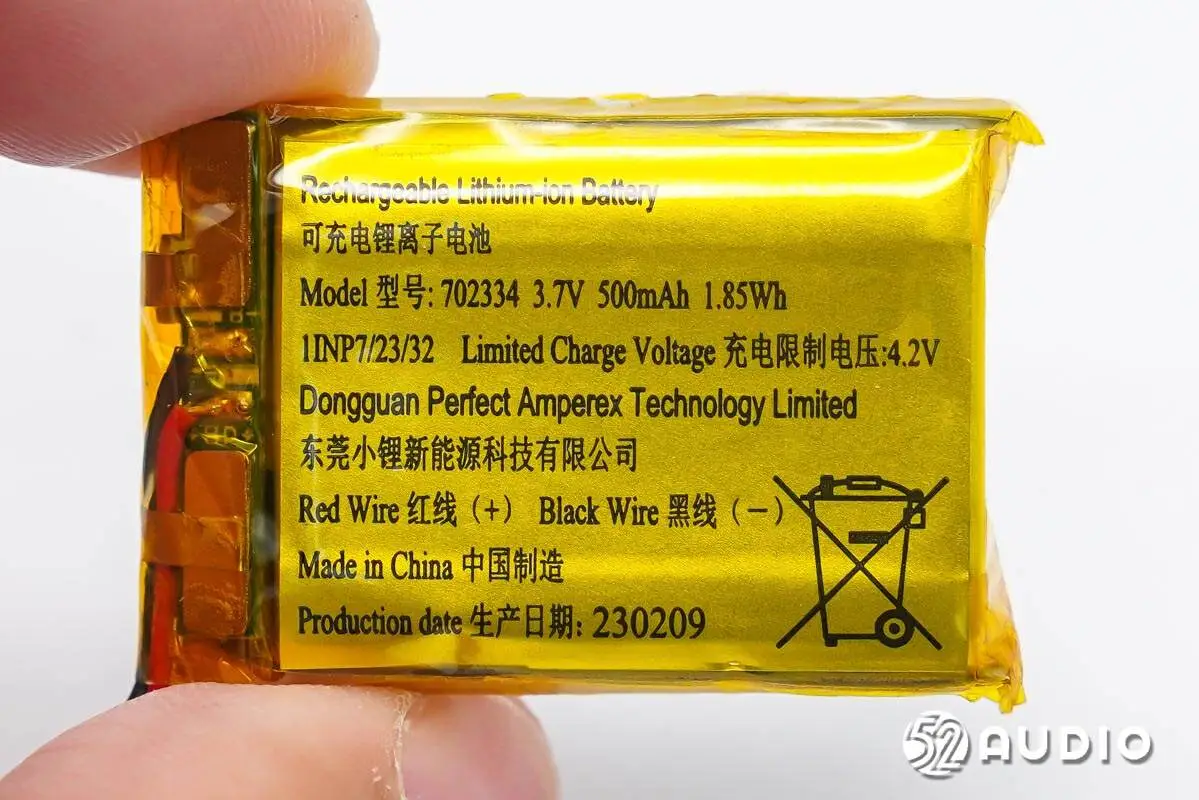 Rechargeable Lithium-ion Battery
可充电锂离子电池
Model 型号: 702334 3.7V 500mAh 1.85Wh
1INP7/23/32 Limited Charge Voltage 充电限制电压:4.2V
Dongguan Perfect Amperex Technology Limited
东莞小锂新能源科技有限公司
Red Wire 红线（+） Black Wire 黑线（－）
Made in China 中国制造
Production date 生产日期: 230209
52 AUDIO